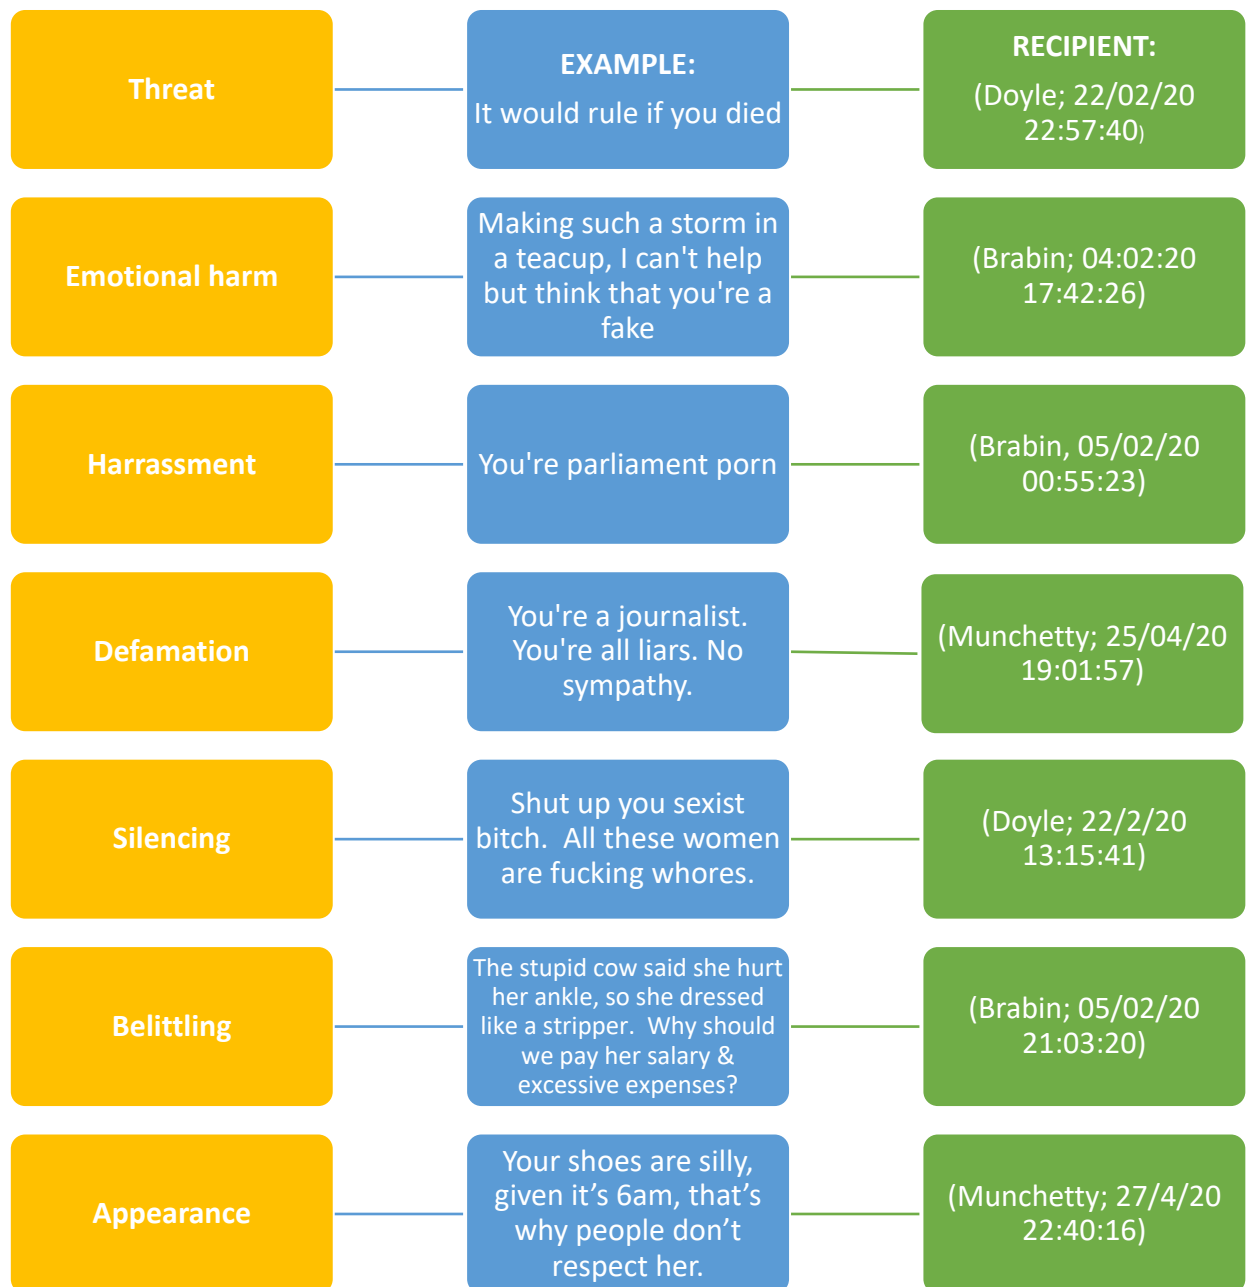 Threat
EXAMPLE:
It would rule if you died
RECIPIENT:
(Doyle; 22/02/20
22:57:40)
Emotional harm
Making such a storm in
a teacup, I can't help
but think that you're a
fake
(Brabin; 04:02:20
17:42:26)
Harrassment
You're parliament porn
(Brabin, 05/02/20
00:55:23)
Defamation
You're a journalist.
You're all liars. No
sympathy.
(Munchetty; 25/04/20
19:01:57)
Silencing
Shut up you sexist
bitch.  All these women
are fucking whores.
(Doyle; 22/2/20
13:15:41)
Belittling
The stupid cow said she hurt
her ankle, so she dressed
like a stripper.  Why should
we pay her salary &
excessive expenses?
(Brabin; 05/02/20
21:03:20)
Appearance
Your shoes are silly,
given it’s 6am, that’s
why people don’t
respect her.
(Munchetty; 27/4/20
22:40:16)